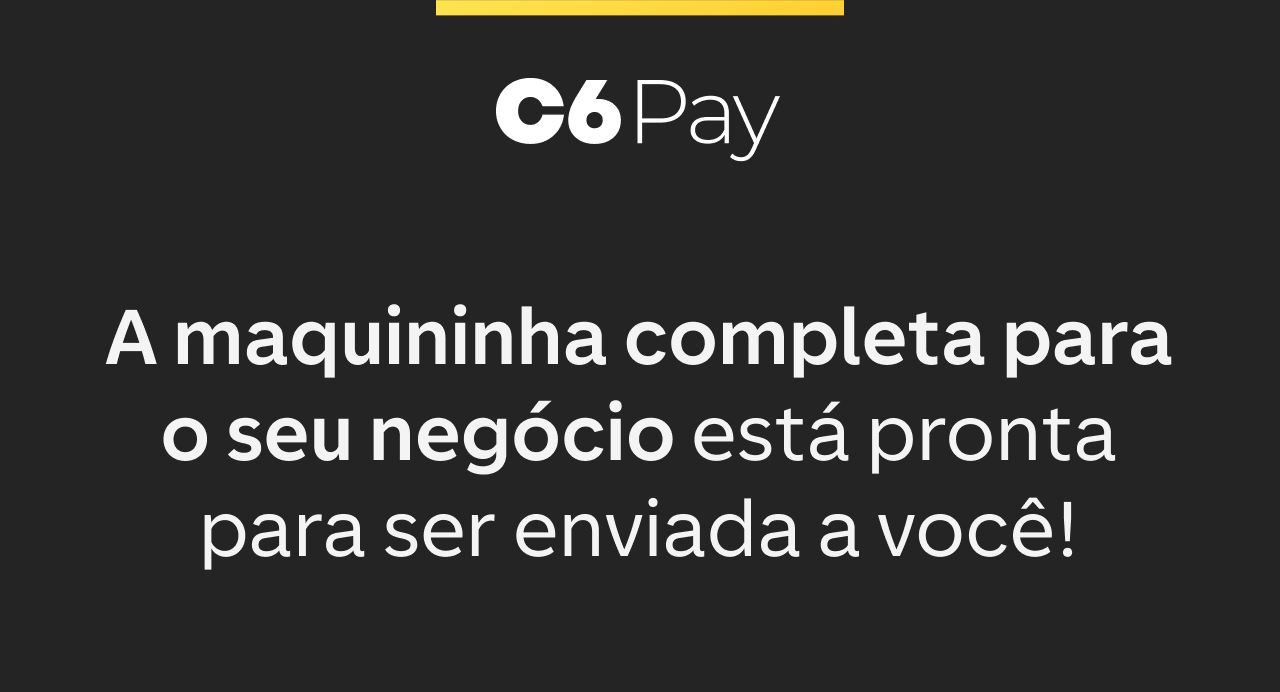 C6 Pay
A maquininha completa para
o seu negócio está pronta
para ser enviada a você!